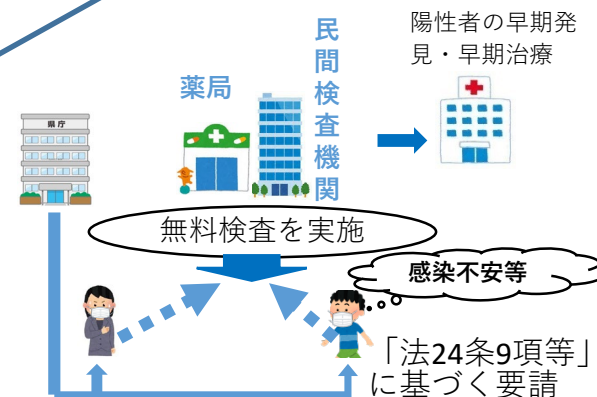 陽性者の早期発
見・早期治療
民間検査機関
薬局
県庁
無料検査を実施
感染不安等
「法24条9項等」
に基づく要請